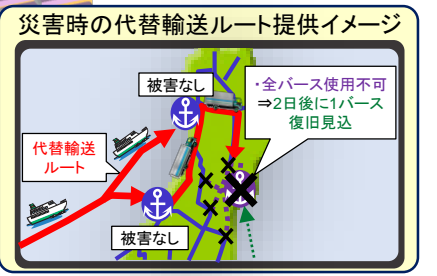 災害時の代替輸送ルート提供イメージ
被害なし
・全バース使用不可
⇒2日後に1バース
復旧見込
代替輸送
ルート
被害なし